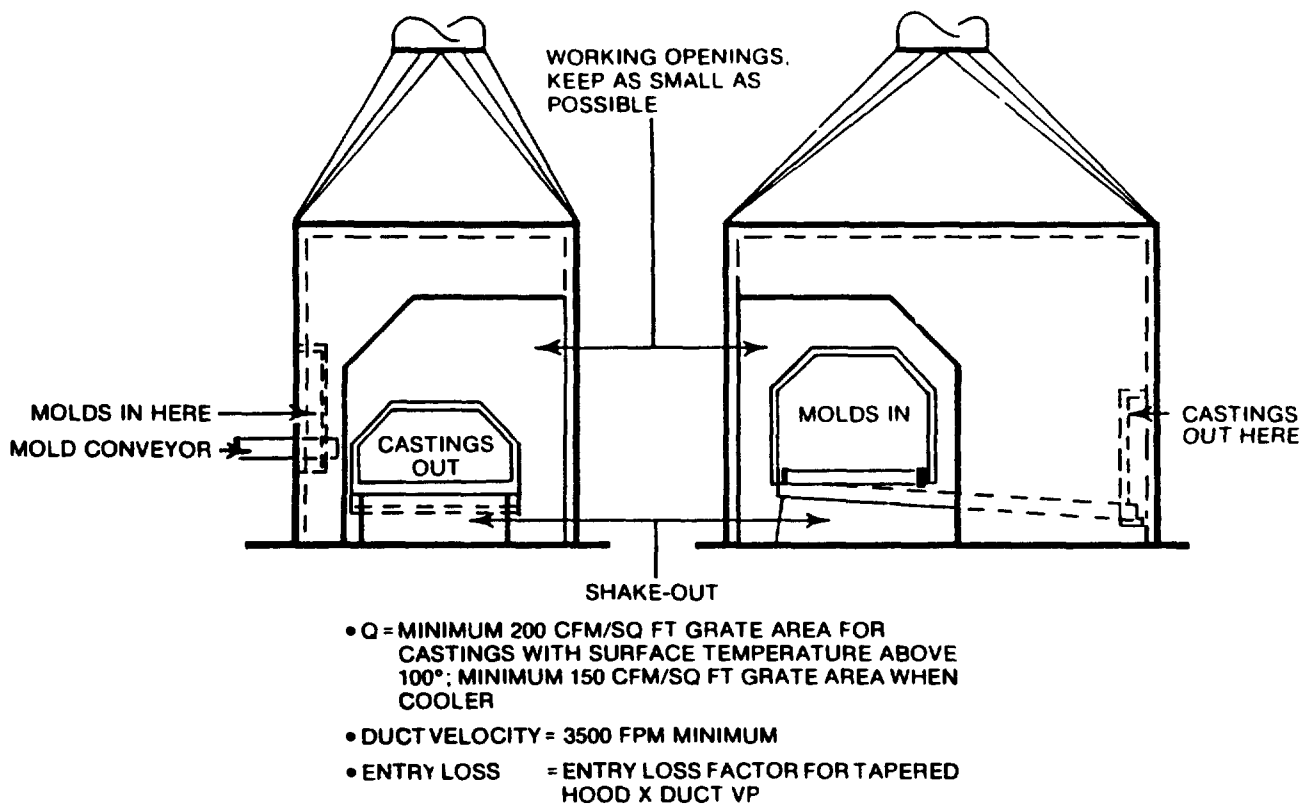 WORKING OPENINGS,
KEEP AS SMALL AS
POSSIBLE
MOLDS IN HERE
MOLD CONVEYOR
CASTINGS
OUT
MOLDS IN
CASTINGS
OUT HERE
SHAKE-OUT
• Q = MINIMUM 200 CFM/SQ FT GRATE AREA FOR
CASTINGS WITH SURFACE TEMPERATURE ABOVE
100°; MINIMUM 150 CFM/SQ FT GRATE AREA WHEN
COOLER
• DUCT VELOCITY = 3500 FPM MINIMUM
• ENTRY LOSS = ENTRY LOSS FACTOR FOR TAPERED
HOOD X DUCT VP